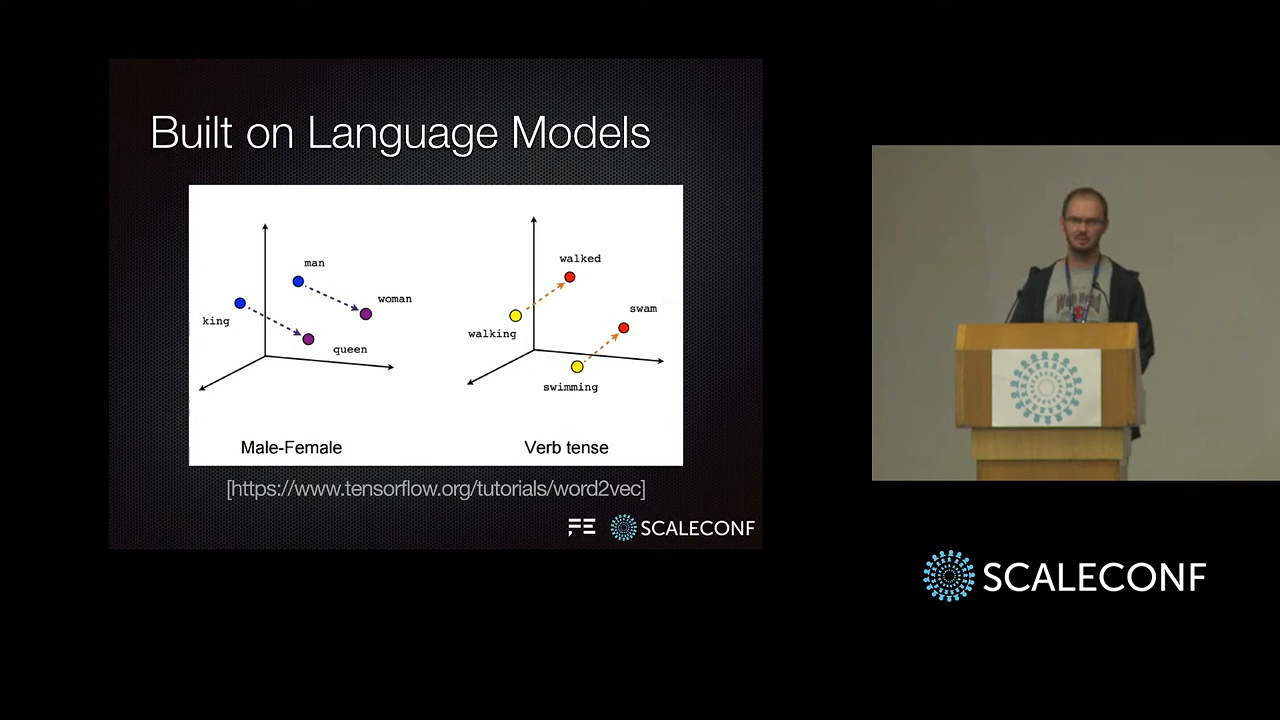 Built on Language Models
man
woman
king
queen
Male-Female
walked
swam
walking
swimming
Verb tense
[https://www.tensorflow.org/tutorials/word2vec]
FE SCALECONF
SCALECONF